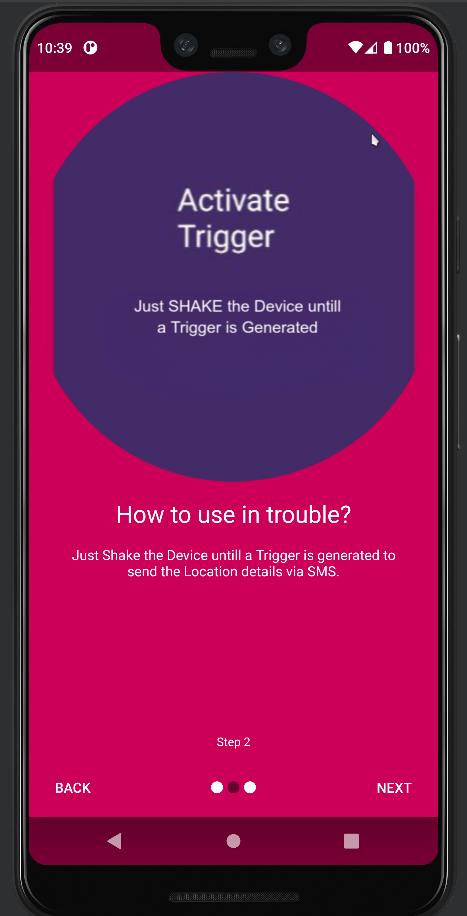 10:39
100%
Activate
Trigger
Just SHAKE the Device untill
a Trigger is Generated
How to use in trouble?
Just Shake the Device untill a Trigger is generated to
send the Location details via SMS.
Step 2
BACK
NEXT